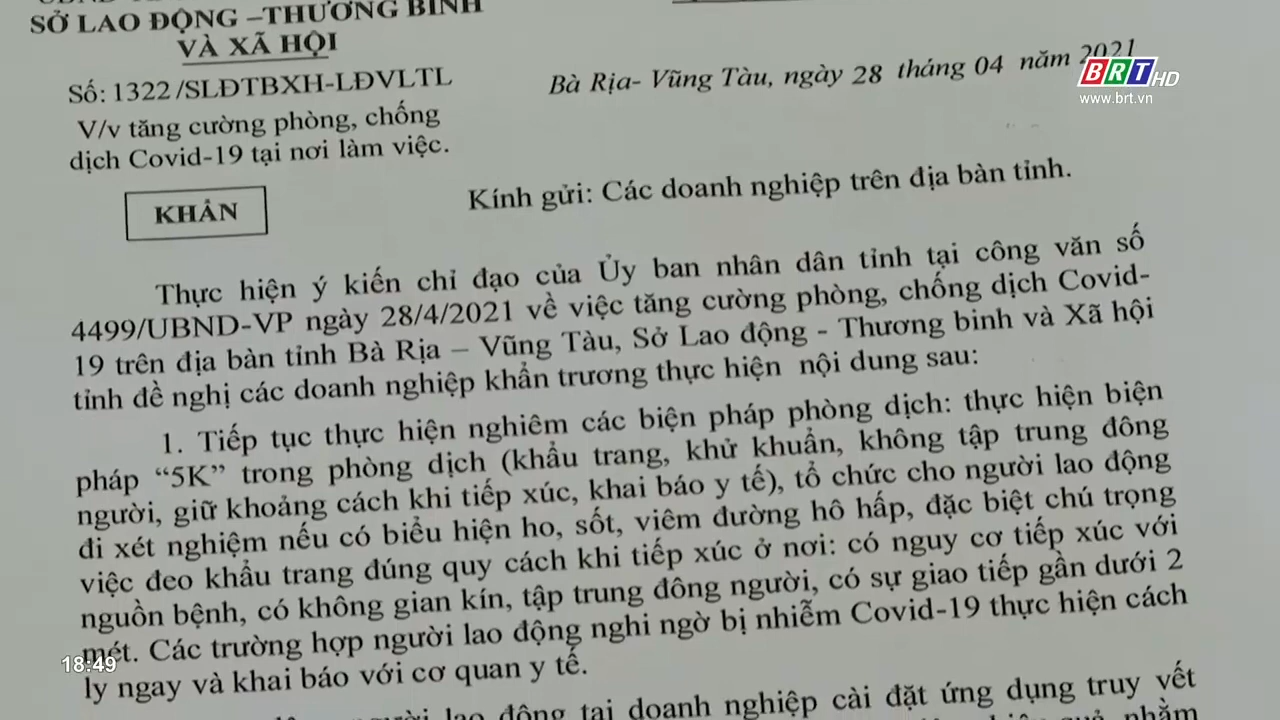 SỞ LAO ĐỘNG –THƯƠNG BINH
VÀ XÃ HỘI
Số: 1322/SLĐTBXH-LĐVLTL
V/v tăng cường phòng, chống
dịch Covid-19 tại nơi làm việc.
KHẨN
Bà Rịa- Vũng Tàu, ngày 28 tháng 04 năm 2021
BRT HD
www.brt.vn
Kính gửi: Các doanh nghiệp trên địa bàn tỉnh.
Thực hiện ý kiến chỉ đạo của Ủy ban nhân dân tỉnh tại công văn số
4499/UBND-VP ngày 28/4/2021 về việc tăng cường phòng, chống dịch Covid-
19 trên địa bàn tỉnh Bà Rịa – Vũng Tàu, Sở Lao động - Thương binh và Xã hội
tỉnh đề nghị các doanh nghiệp khẩn trương thực hiện nội dung sau:
1. Tiếp tục thực hiện nghiêm các biện pháp phòng dịch: thực hiện biện
pháp “5K” trong phòng dịch (khẩu trang, khử khuẩn, không tập trung đông
người, giữ khoảng cách khi tiếp xúc, khai báo y tế), tổ chức cho người lao động
đi xét nghiệm nếu có biểu hiện ho, sốt, viêm đường hô hấp, đặc biệt chú trọng
việc đeo khẩu trang đúng quy cách khi tiếp xúc ở nơi: có nguy cơ tiếp xúc với
nguồn bệnh, có không gian kín, tập trung đông người, có sự giao tiếp gần dưới 2
mét. Các trường hợp người lao động nghi ngờ bị nhiễm Covid-19 thực hiện cách
ly ngay và khai báo với cơ quan y tế.
18:49
người lao động tại doanh nghiệp cài đặt ứng dụng truy vết